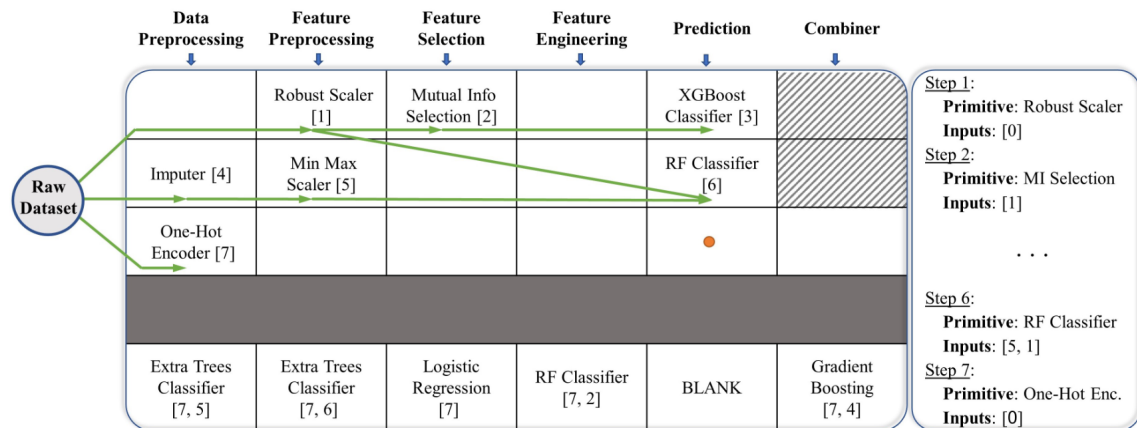 Data
Preprocessing
Feature
Preprocessing
Feature
Selection
Feature
Engineering
Prediction
Combiner
Raw
Dataset
Robust Scaler
[1]
Mutual Info
Selection [2]
XGBoost
Classifier [3]
Imputer [4]
Min Max
Scaler [5]
RF Classifier
[6]
One-Hot
Encoder [7]
Extra Trees
Classifier
[7, 5]
Extra Trees
Classifier
[7, 6]
Logistic
Regression
[7]
RF Classifier
[7, 2]
BLANK
Gradient
Boosting
[7, 4]
Step 1:
Primitive: Robust Scaler
Inputs: [0]
Step 2:
Primitive: MI Selection
Inputs: [1]
. . .
Step 6:
Primitive: RF Classifier
Inputs: [5, 1]
Step 7:
Primitive: One-Hot Enc.
Inputs: [0]